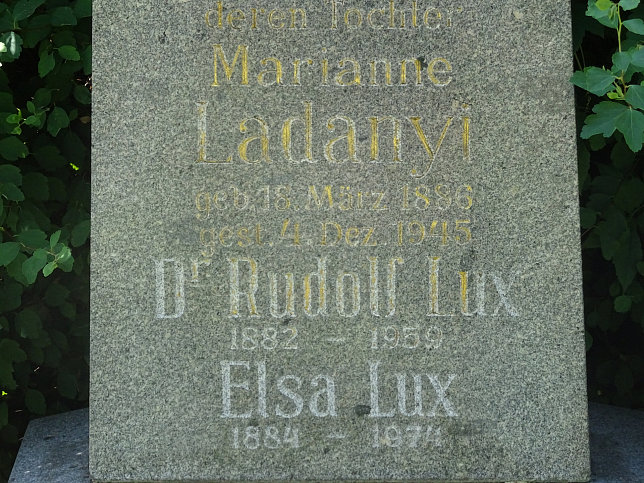 deren Tochter
Marianne
Ladanyi
geb. 18. März 1886
gest. 4. Dez. 1945
Dr Rudolf Lux
1882 — 1959
Elsa Lux
1884 — 1974